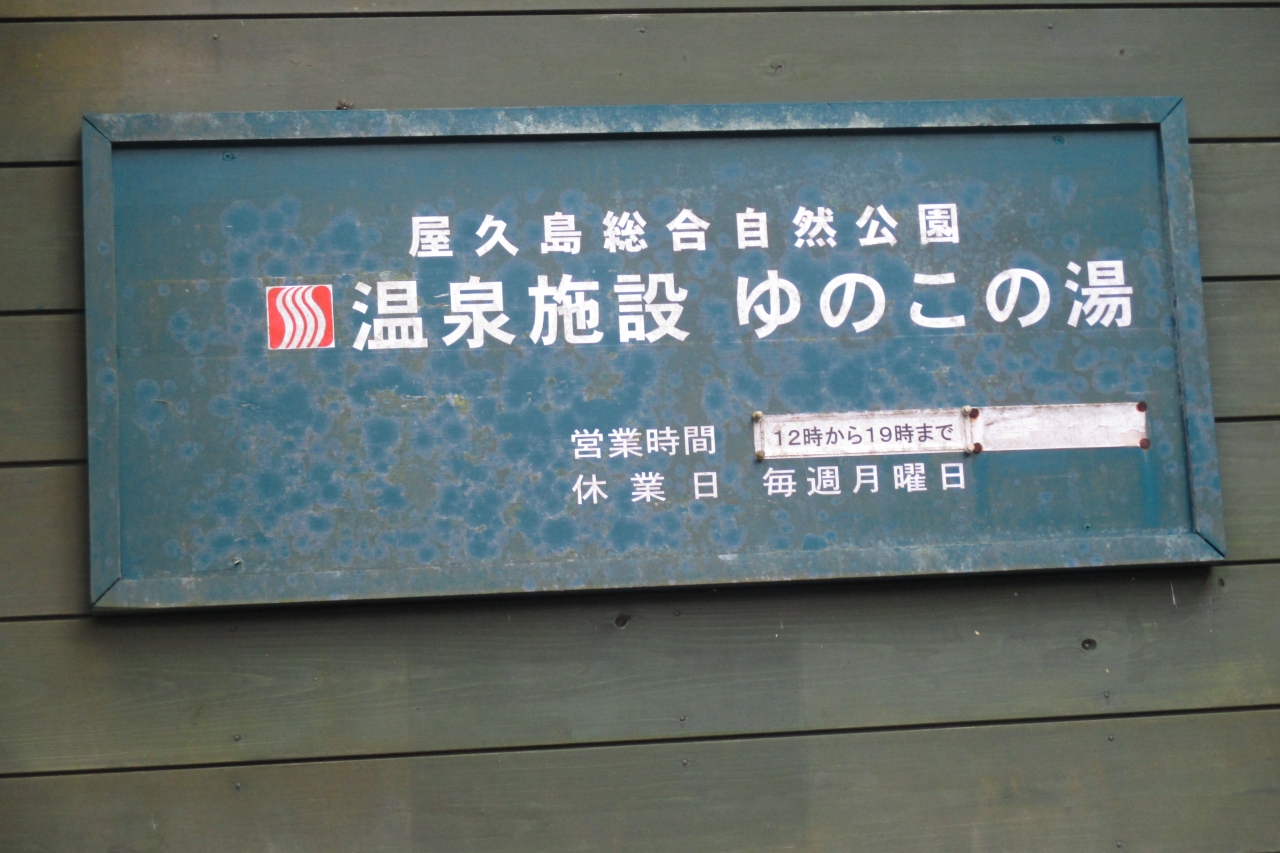 屋久島総合自然公園
温泉施設 ゆのこの湯
営業時間 12時から19時まで
休業日 毎週月曜日